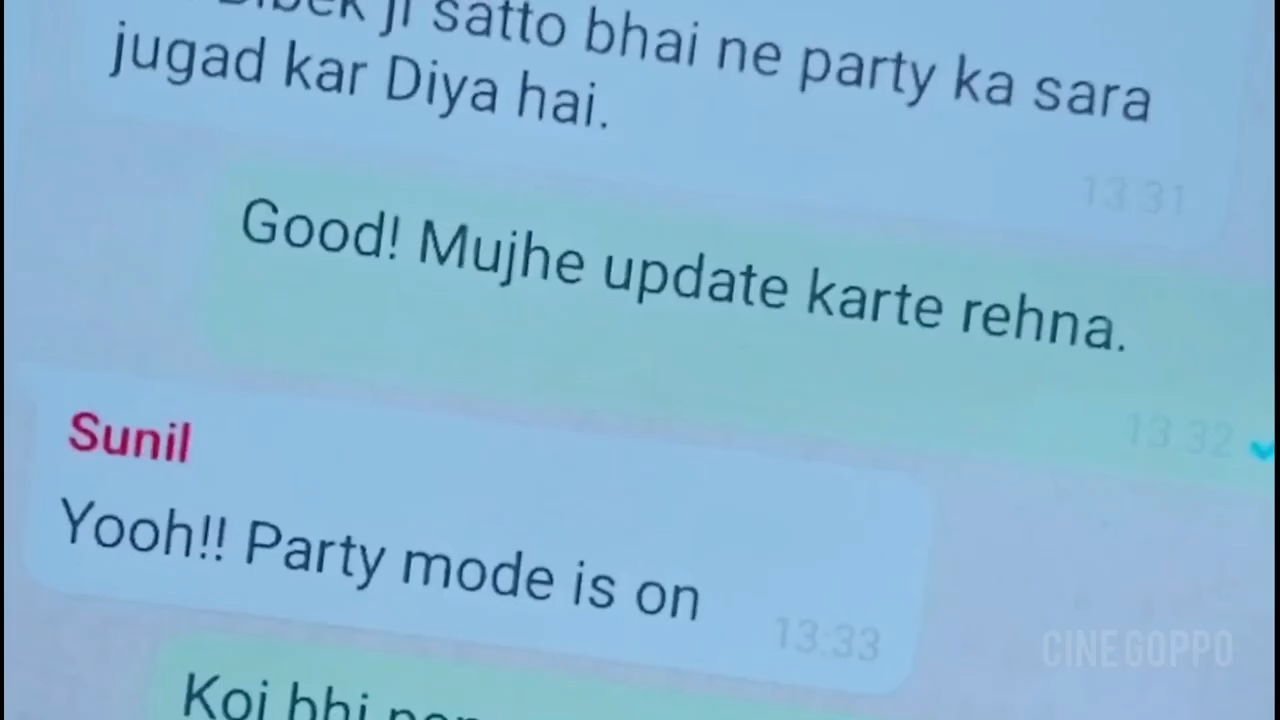 ji satto bhai ne party ka sara
jugad kar Diya hai.
13:31
Good! Mujhe update karte rehna.
13:32
Sunil
Yooh!! Party mode is on
13:33
Koi bhi
CINEGOPPO